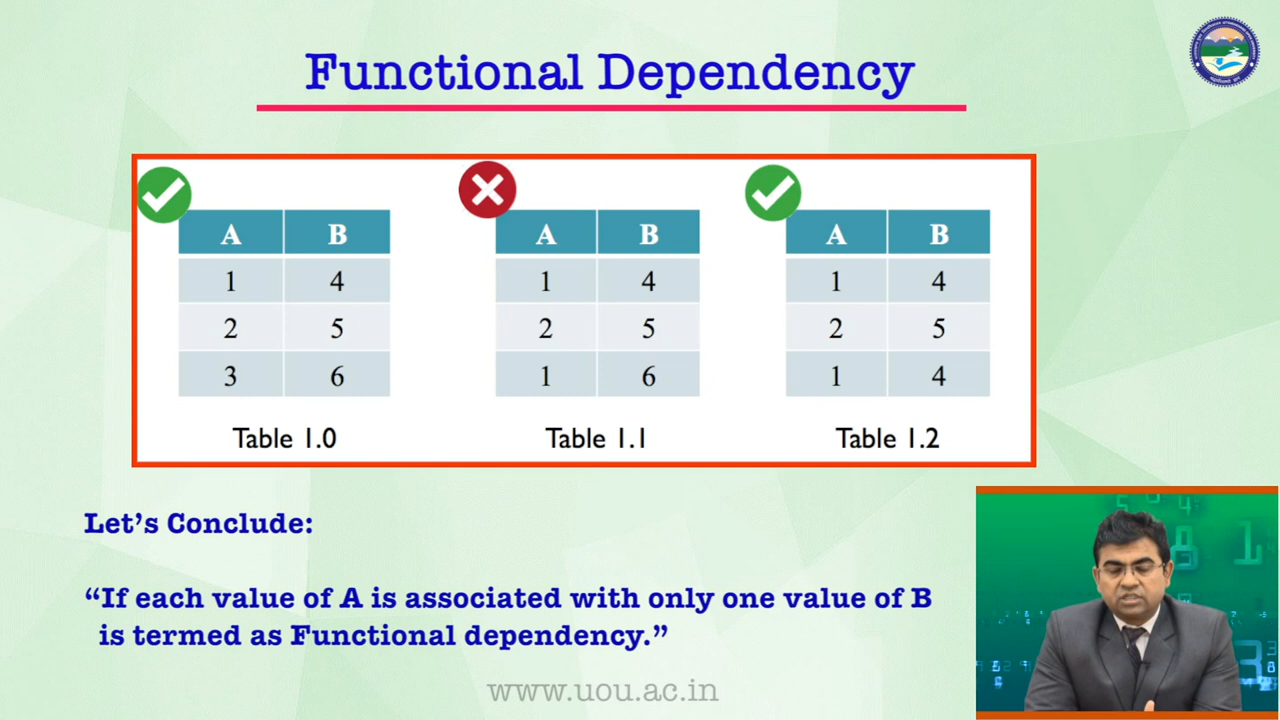 Functional Dependency
A B
1 4
2 5
3 6
Table 1.0
A B
1 4
2 5
1 6
Table 1.1
A B
1 4
2 5
1 4
Table 1.2
Let’s Conclude:
“If each value of A is associated with only one value of B
is termed as Functional dependency.”
www.uou.ac.in